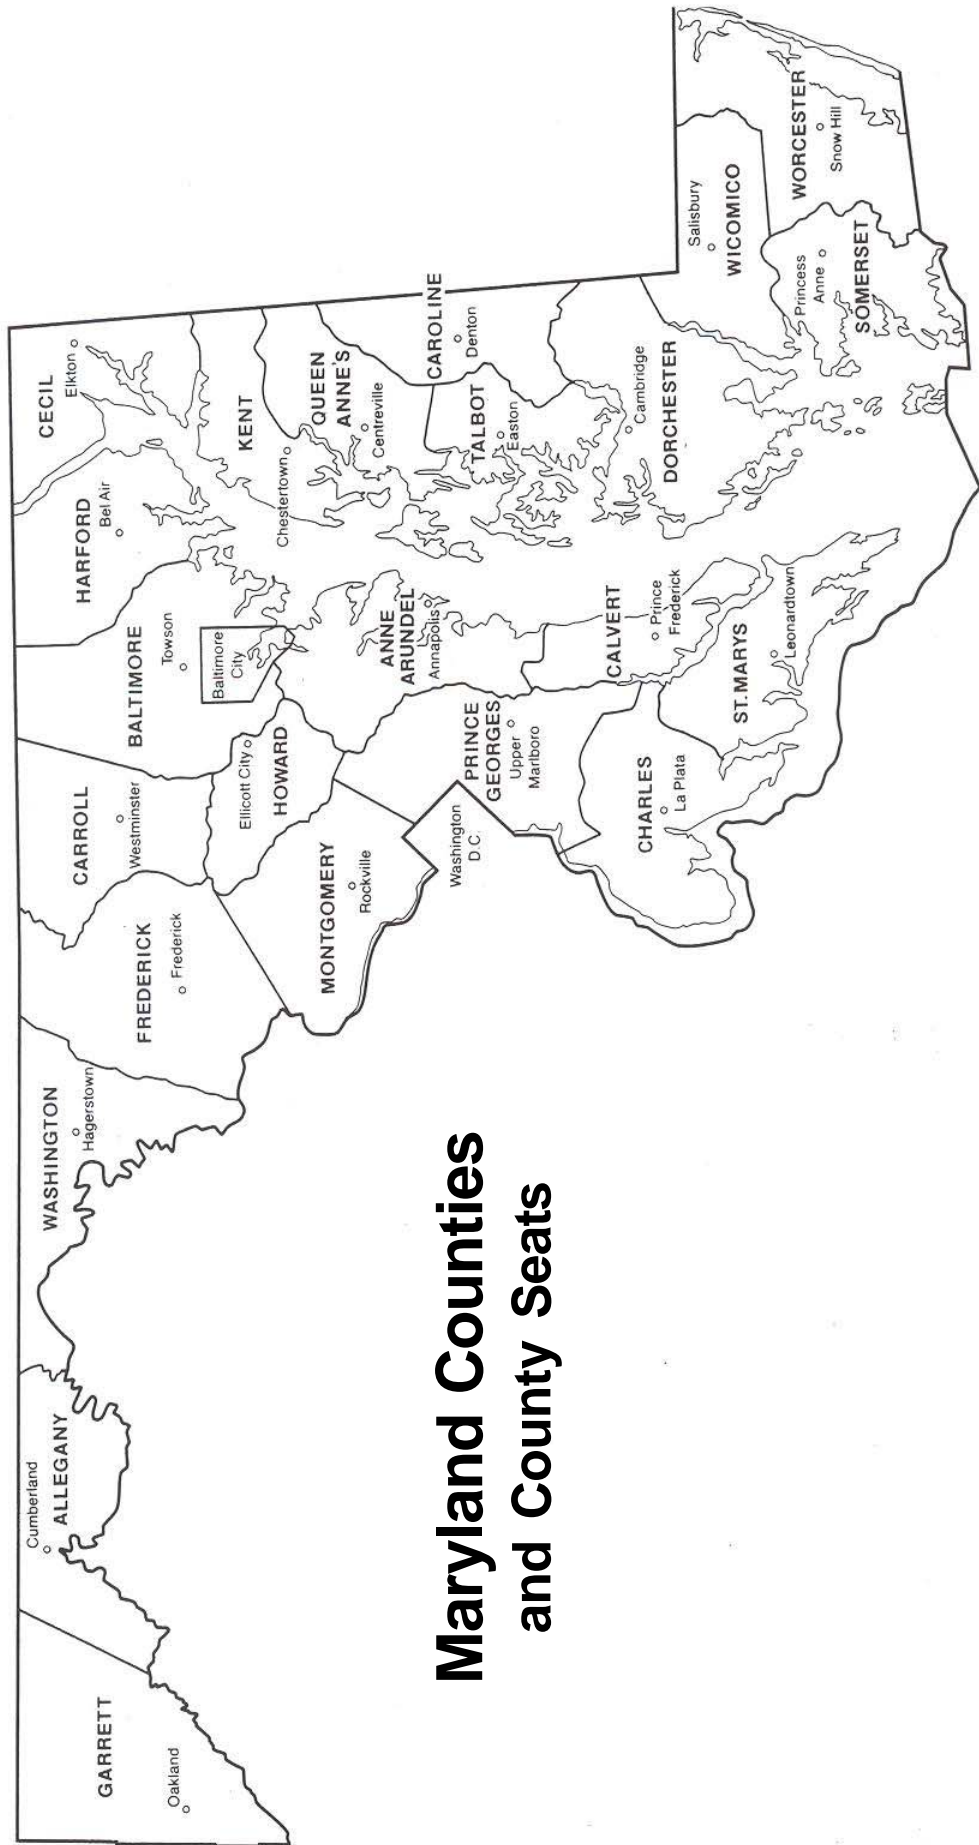 Maryland Counties
and County Seats
GARRETT
Oakland
Cumberland
ALLEGANY
WASHINGTON
Hagerstown
FREDERICK
Frederick
CARROLL
Westminster
BALTIMORE
Towson
Baltimore
City
HARFORD
Bel Air
CECIL
Elkton
KENT
Chestertown
QUEEN
ANNE'S
Centreville
CAROLINE
Denton
TALBOT
Easton
Ellicott City
HOWARD
MONTGOMERY
Rockville
Washington
D.C.
PRINCE
GEORGES
Upper
Marlboro
ANNE
ARUNDEL
Annapolis
CALVERT
Prince
Frederick
CHARLES
La Plata
ST. MARYS
Leonardtown
Cambridge
DORCHESTER
Salisbury
WICOMICO
Princess
Anne
SOMERSET
WORCESTER
Snow Hill